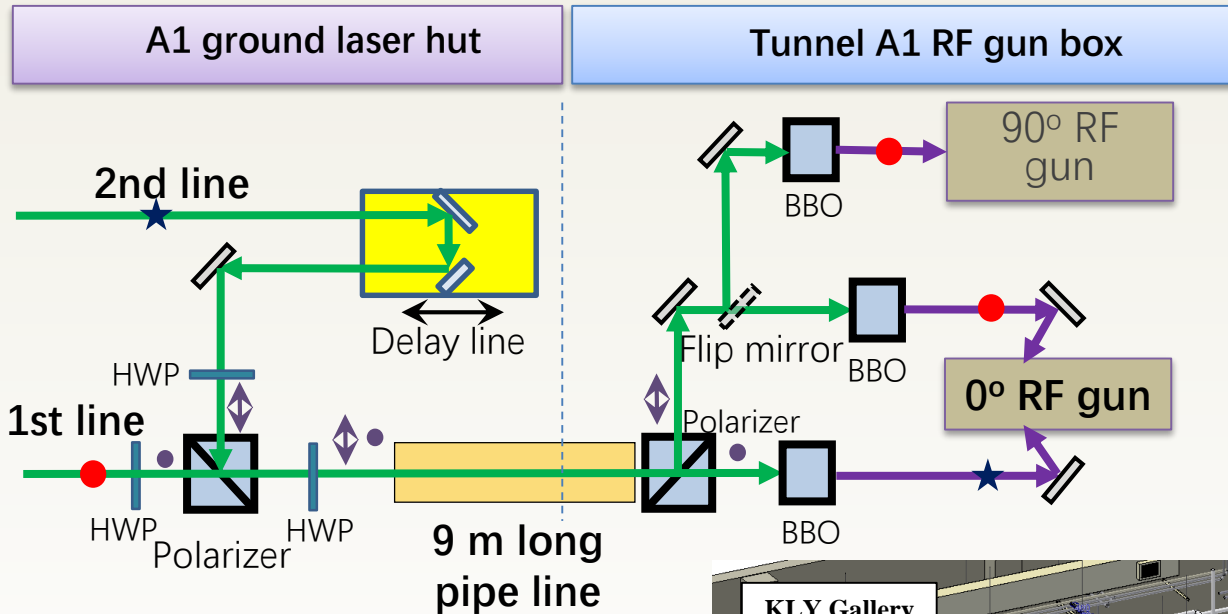 A1 ground laser hut
Tunnel A1 RF gun box
2nd line
Delay line
HWP
1st line
HWP
Polarizer
HWP
9 m long
pipe line
BBO
90º RF
gun
Flip mirror
BBO
0º RF gun
Polarizer
BBO
KLY Gallery